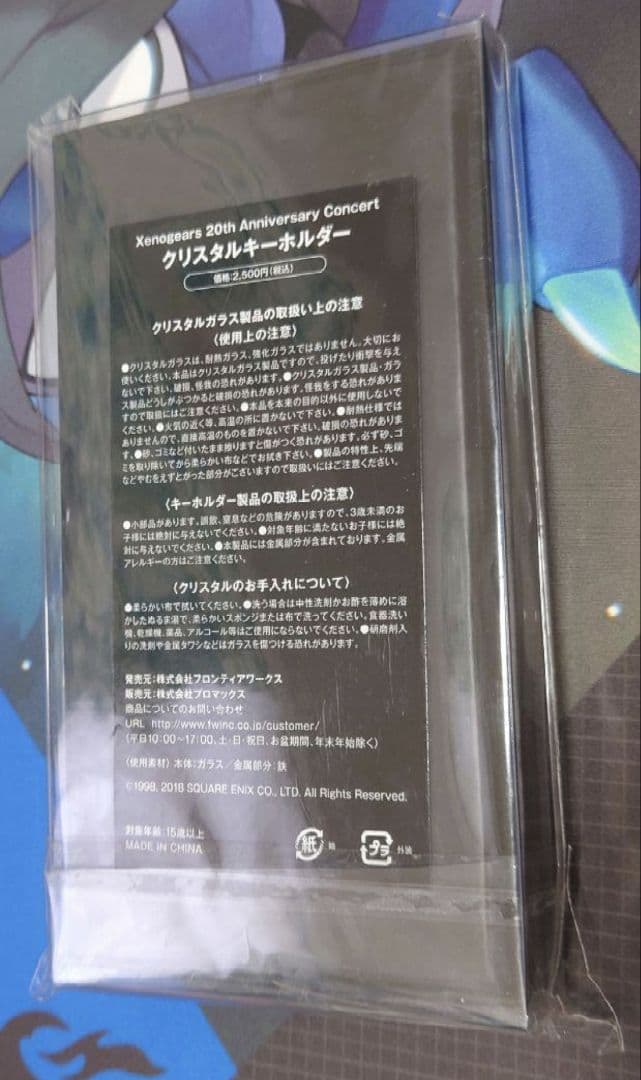 Xenogears 20th Anniversary Concert
クリスタルキーホルダー
価格:2,500円(税込)
クリスタルガラス製品の取扱い上の注意
〈使用上の注意〉
●クリスタルガラスは、耐熱ガラス、強化ガラスではありません。大切にお
使いください。本品はクリスタルガラス製品ですので、投げたり衝撃を与え
ないで下さい。破損、怪我の恐れがあります。●クリスタルガラス製品・ガラ
ス製品どうしがぶつかると破損の恐れがあります。怪我をする恐れがありま
すので取扱にはご注意ください。●本品を本来の目的以外に使用しないで
ください。●火気の近く等、高温の所に置かないで下さい。●耐熱仕様では
ありませんので、直接高温のものを置かないで下さい。破損の恐れがありま
す。●砂、ゴミなど付いたまま擦りますと傷がつく恐れがあります。必ず砂、ゴ
ミを取り除いてから柔らかい布などでお拭き下さい。●製品の特性上、先端
などやむをえずとがった部分がございますので取扱いにはご注意ください。
〈キーホルダー製品の取扱上の注意〉
●小部品があります。誤飲、窒息などの危険がありますので、3歳未満のお
子様には絶対に与えないでください。●対象年齢に満たないお子様には絶
対に与えないでください。●本製品には金属部分が含まれております。金属
アレルギーの方はご注意ください。
〈クリスタルのお手入れについて〉
●柔らかい布で拭いてください。●洗う場合は中性洗剤かお酢を薄めに溶
かしたぬるま湯で、柔らかいスポンジまたは布で洗ってください。食器洗い
機、乾燥機、薬品、アルコール等はご使用にならないでください。●研磨剤入
りの洗剤や金属タワシなどはガラスを傷つける恐れがあります。
発売元:株式会社フロンティアワークス
販売元:株式会社プロマックス
商品についてのお問い合わせ
URL http://www.fwinc.co.jp/customer/
(平日10:00〜17:00、土・日・祝日、お盆期間、年末年始除く)
〈使用素材〉本体:ガラス／金属部分:鉄
©1998, 2018 SQUARE ENIX CO., LTD. All Rights Reserved.
対象年齢:15歳以上
MADE IN CHINA
紙
プラ 外装